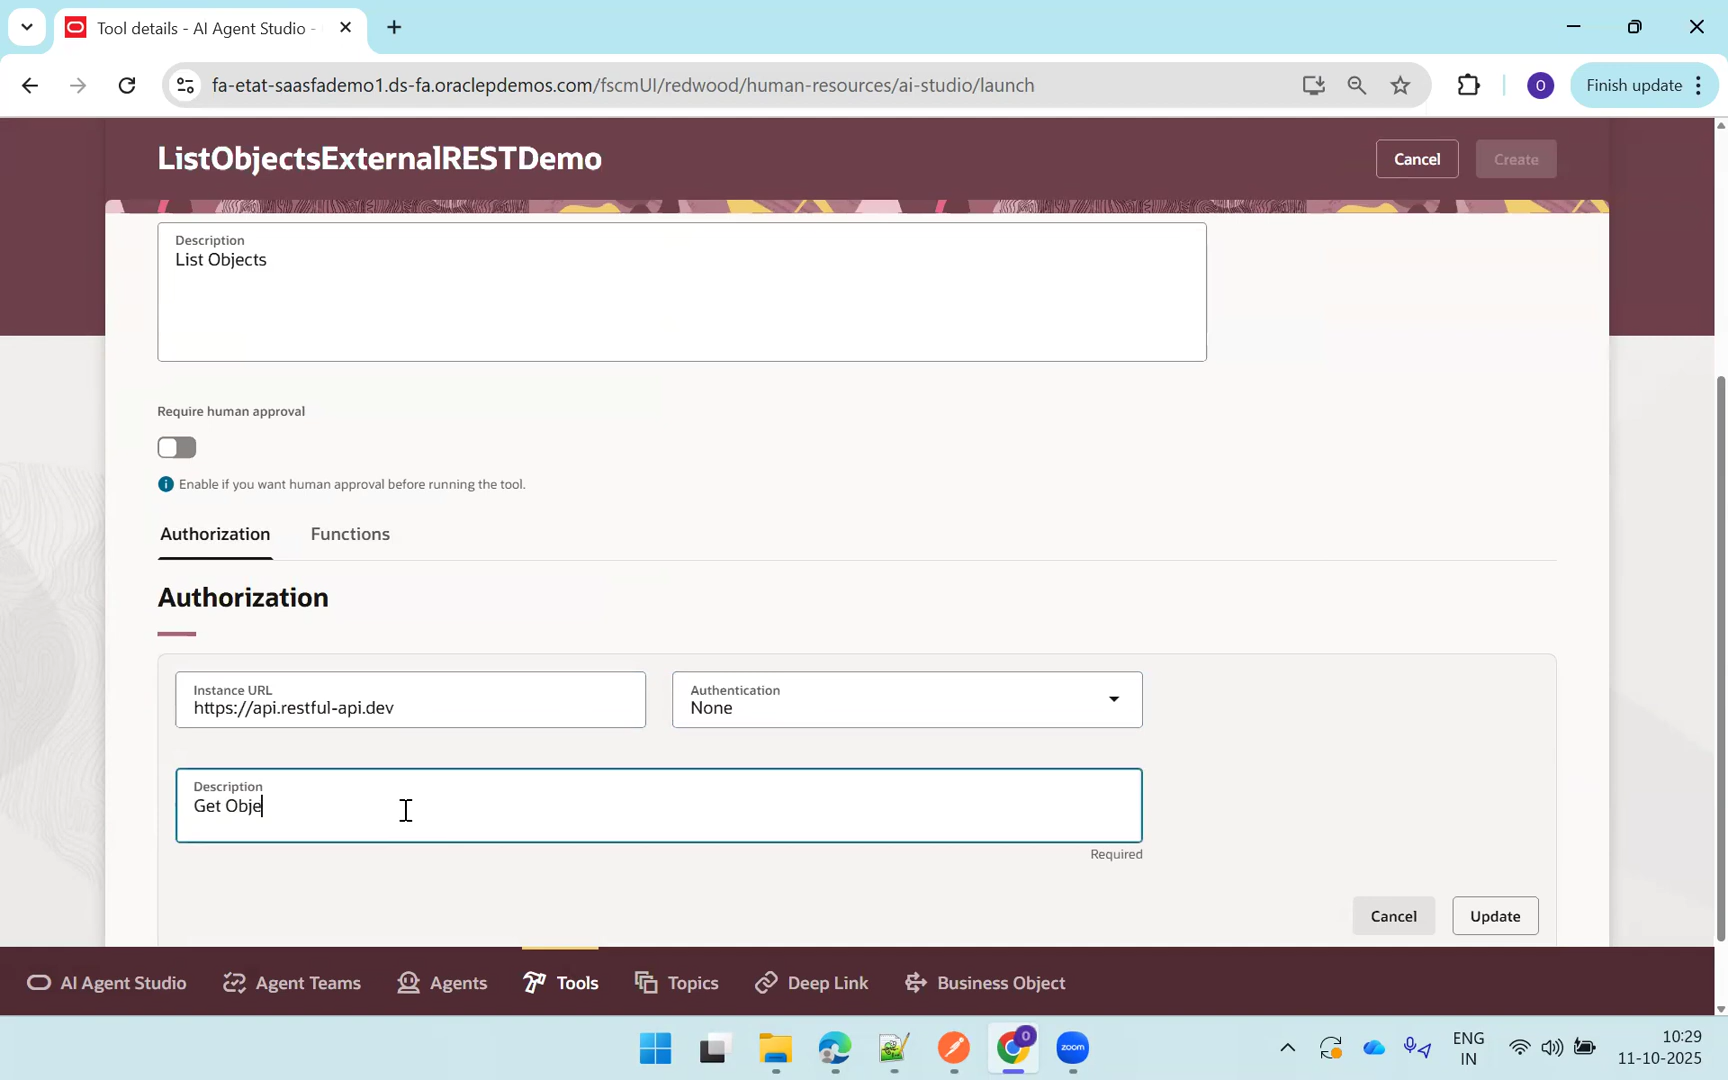 Tool details - AI Agent Studio -
fa-etat-saasfademo1.ds-fa.oraclepdemos.com/fscmUI/redwood/human-resources/ai-studio/launch
O
Finish update
ListObjectsExternalRESTDemo
Cancel
Create
Description
List Objects
Require human approval
Enable if you want human approval before running the tool.
Authorization
Functions
Authorization
Instance URL
https://api.restful-api.dev
Authentication
None
Description
Get Obje
Required
Cancel
Update
AI Agent Studio
Agent Teams
Agents
Tools
Topics
Deep Link
Business Object
O
zoom
ENG
IN
10:29
11-10-2025